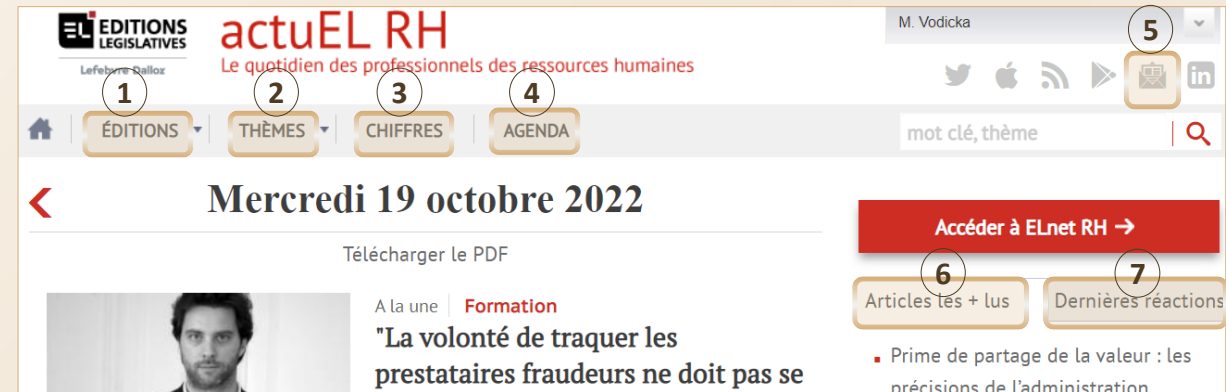 EL EDITIONS
LEGISLATIVES
Lefebvre Dalloz
actuEL RH
Le quotidien des professionnels des ressources humaines
M. Vodicka
5
in
1
2
3
4
ÉDITIONS
THÈMES
CHIFFRES
AGENDA
mot clé, thème
Mercredi 19 octobre 2022
Télécharger le PDF
Accéder à ELnet RH →
6
7
Articles les + lus
Dernières réactions
A la une Formation
"La volonté de traquer les
prestataires fraudeurs ne doit pas se
Prime de partage de la valeur : les
précisions de l'administration